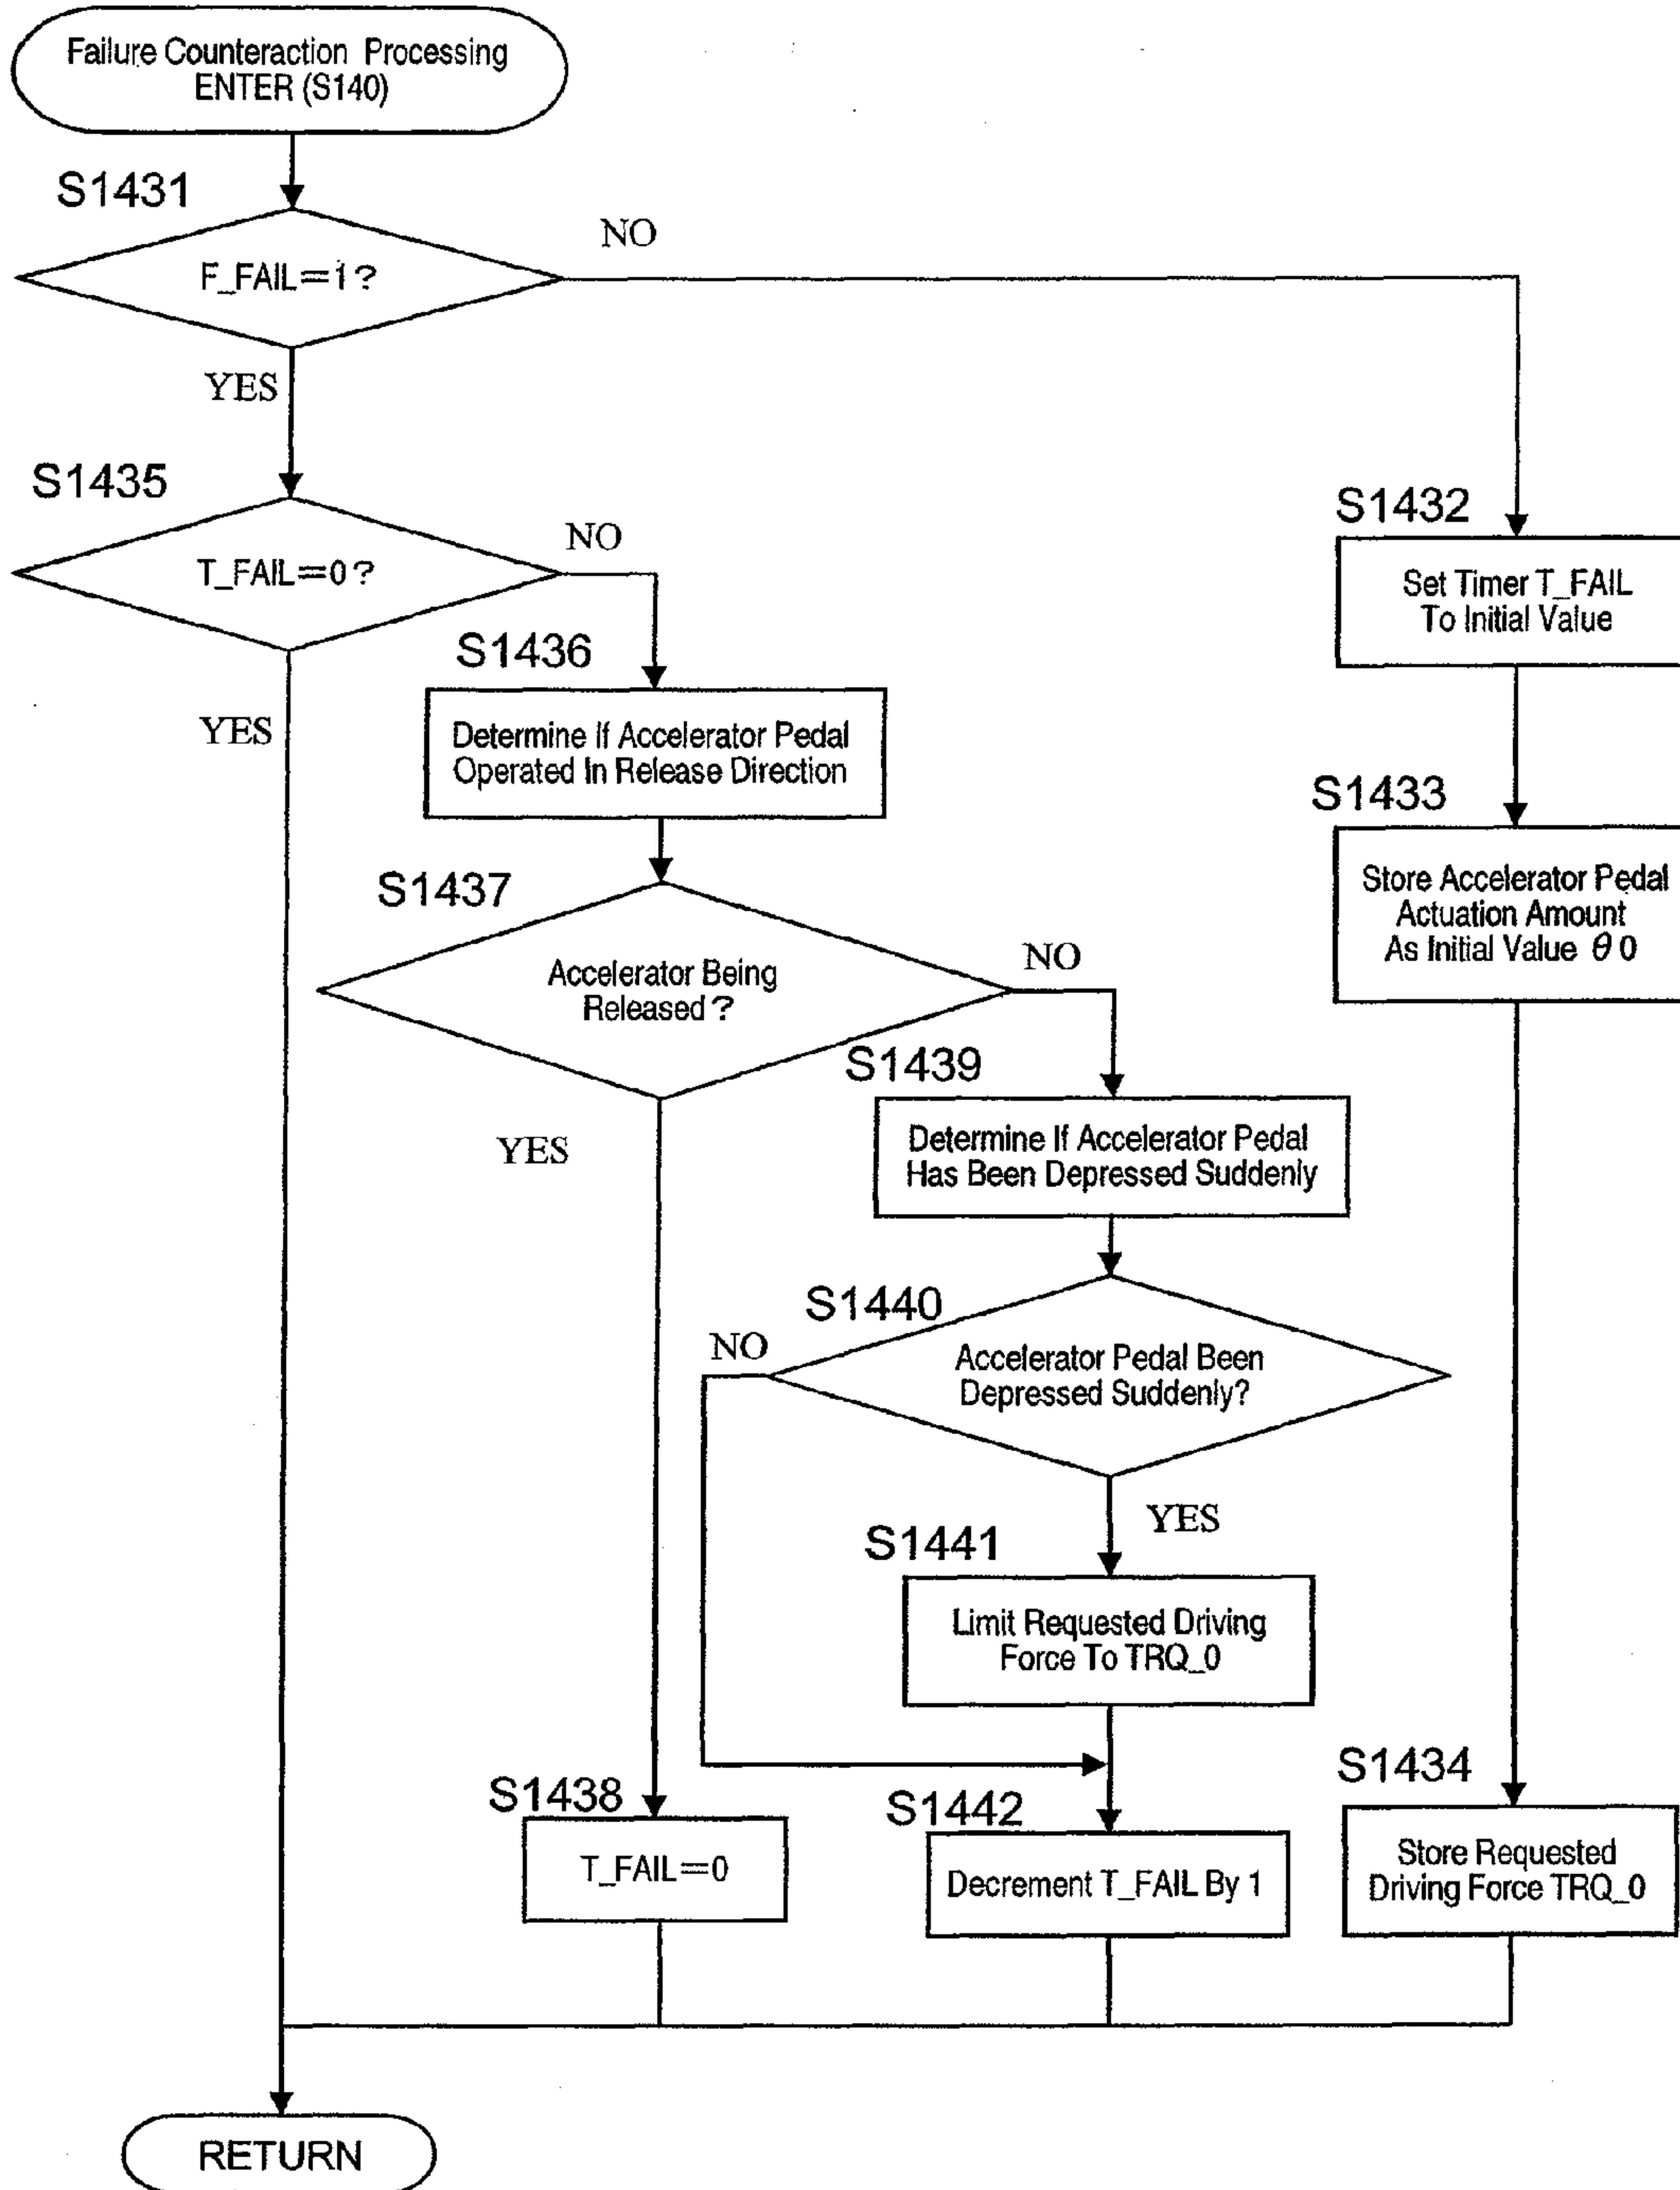 Failure Counteraction Processing
ENTER (S140)
S1431
F_FAIL=1?
NO
YES
S1435
T_FAIL=0?
NO
YES
S1432
Set Timer T_FAIL
To Initial Value
S1436
Determine If Accelerator Pedal
Operated In Release Direction
S1433
Store Accelerator Pedal
Actuation Amount
As Initial Value θ0
S1437
Accelerator Being
Released?
NO
YES
S1439
Determine If Accelerator Pedal
Has Been Depressed Suddenly
S1440
Accelerator Pedal Been
Depressed Suddenly?
NO
YES
S1441
Limit Requested Driving
Force To TRQ_0
S1438
T_FAIL=0
S1442
Decrement T_FAIL By 1
S1434
Store Requested
Driving Force TRQ_0
RETURN